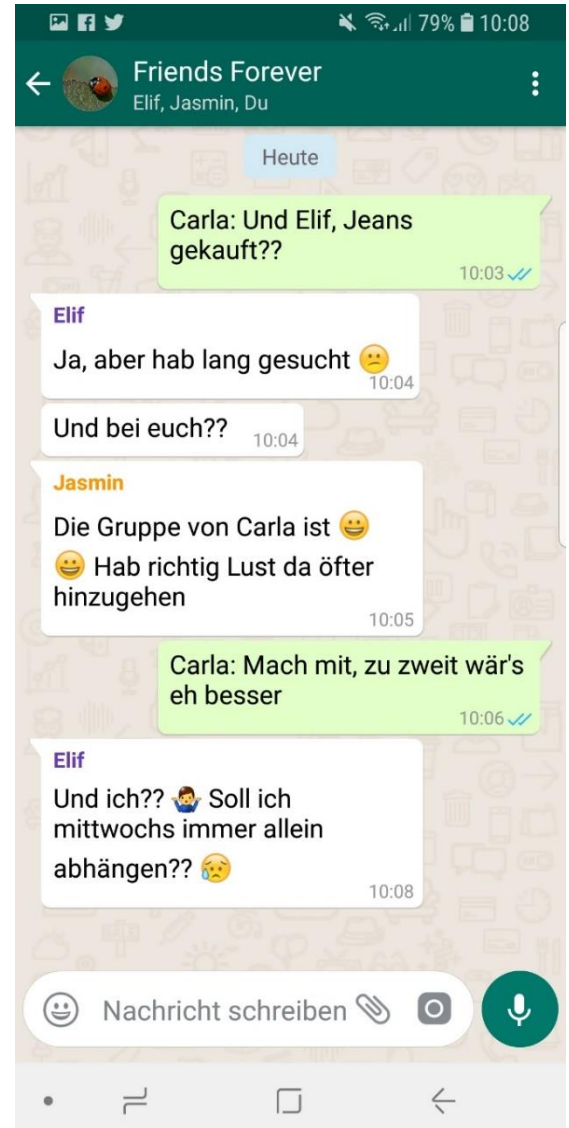 79% 10:08
Friends Forever
Elif, Jasmin, Du
Heute
Carla: Und Elif, Jeans
gekauft??
10:03
Elif
Ja, aber hab lang gesucht 😕
10:04
Und bei euch?? 10:04
Jasmin
Die Gruppe von Carla ist 😀
😀 Hab richtig Lust da öfter
hinzugehen
10:05
Carla: Mach mit, zu zweit wär's
eh besser
10:06
Elif
Und ich?? 🤷‍♂️ Soll ich
mittwochs immer allein
abhängen?? 😥
10:08
Nachricht schreiben